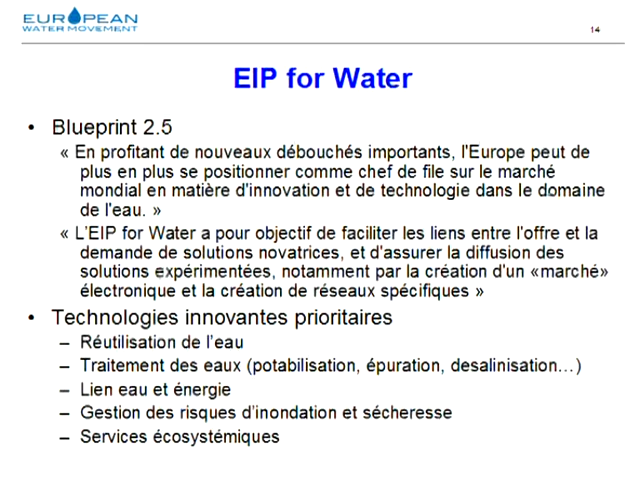 EUROPEAN
WATER MOVEMENT
14
EIP for Water
• Blueprint 2.5
« En profitant de nouveaux débouchés importants, l'Europe peut de
plus en plus se positionner comme chef de file sur le marché
mondial en matière d'innovation et de technologie dans le domaine
de l'eau. »
« L'EIP for Water a pour objectif de faciliter les liens entre l'offre et la
demande de solutions novatrices, et d'assurer la diffusion des
solutions expérimentées, notamment par la création d'un «marché»
électronique et la création de réseaux spécifiques »
• Technologies innovantes prioritaires
– Réutilisation de l'eau
– Traitement des eaux (potabilisation, épuration, desalinisation…)
– Lien eau et énergie
– Gestion des risques d'inondation et sécheresse
– Services écosystémiques